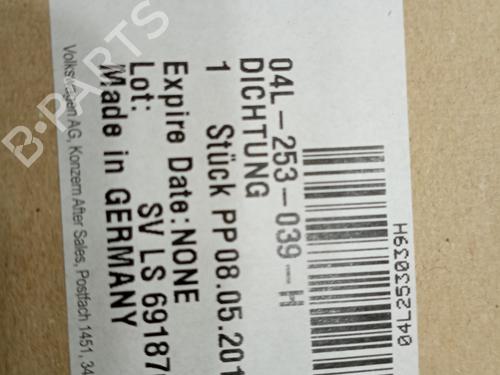 04L-253-039-H
DICHTUNG
1 Stück PP 08.05.201
Expire Date: NONE
Lot: SV LS 69187
Made in GERMANY
Volkswagen AG, Konzern After Sales, Postfach 1451, 34
04L253039H
B-PARTS